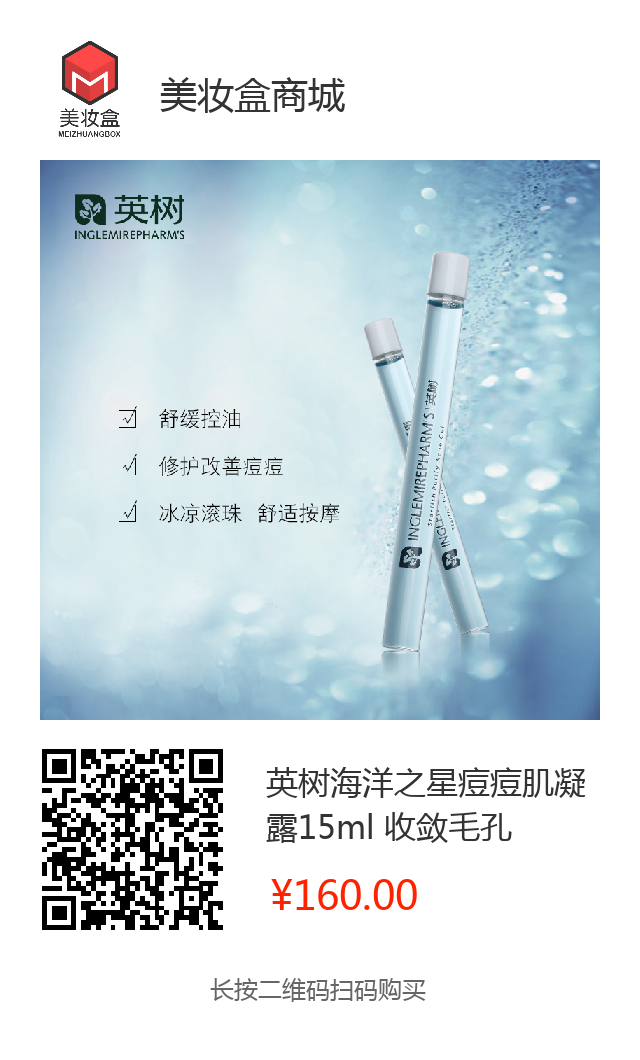 美妆盒
MEIZHUANGBOX
美妆盒商城
英树
INGLEMIREPHARM'S
舒缓控油
修护改善痘痘
冰凉滚珠 舒适按摩
INGLEMIREPHARM'S 英树
英树海洋之星痘痘肌凝
露15ml 收敛毛孔
¥160.00
长按二维码扫码购买